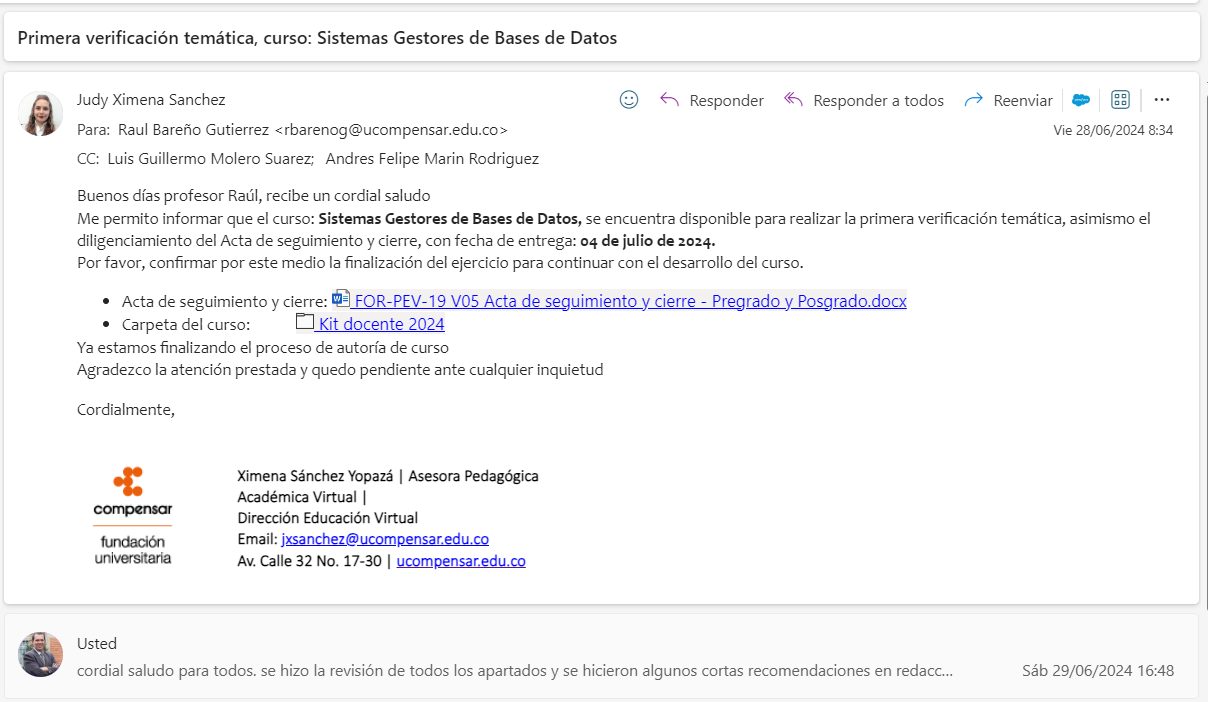 Primera verificación temática, curso: Sistemas Gestores de Bases de Datos
Judy Ximena Sanchez
Responder
Responder a todos
Reenviar
Para: Raul Bareño Gutierrez <rbarenog@ucompensar.edu.co>
Vie 28/06/2024 8:34
CC: Luis Guillermo Molero Suarez; Andres Felipe Marin Rodriguez
Buenos días profesor Raúl, recibe un cordial saludo
Me permito informar que el curso: Sistemas Gestores de Bases de Datos, se encuentra disponible para realizar la primera verificación temática, asimismo el
diligenciamiento del Acta de seguimiento y cierre, con fecha de entrega: 04 de julio de 2024.
Por favor, confirmar por este medio la finalización del ejercicio para continuar con el desarrollo del curso.
• Acta de seguimiento y cierre: FOR-PEV-19 V05 Acta de seguimiento y cierre - Pregrado y Posgrado.docx
• Carpeta del curso: Kit docente 2024
Ya estamos finalizando el proceso de autoría de curso
Agradezco la atención prestada y quedo pendiente ante cualquier inquietud
Cordialmente,
compensar
fundación
universitaria
Ximena Sánchez Yopazá | Asesora Pedagógica
Académica Virtual |
Dirección Educación Virtual
Email: jxsanchez@ucompensar.edu.co
Av. Calle 32 No. 17-30 | ucompensar.edu.co
Usted
cordial saludo para todos. se hizo la revisión de todos los apartados y se hicieron algunos cortas recomendaciones en redacc...
Sáb 29/06/2024 16:48